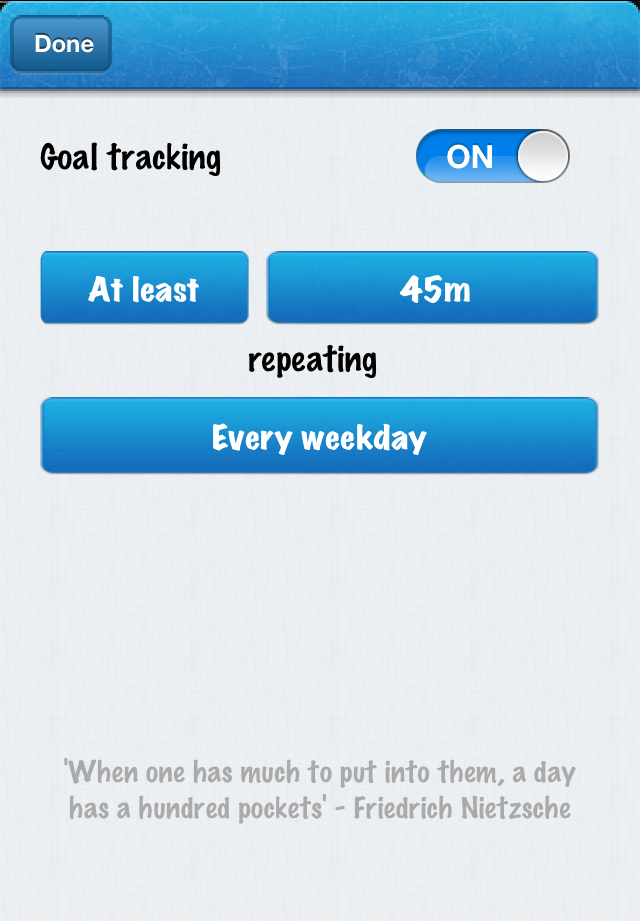 Done
Goal tracking
ON
At least
45m
repeating
Every weekday
'When one has much to put into them, a day
has a hundred pockets' - Friedrich Nietzsche